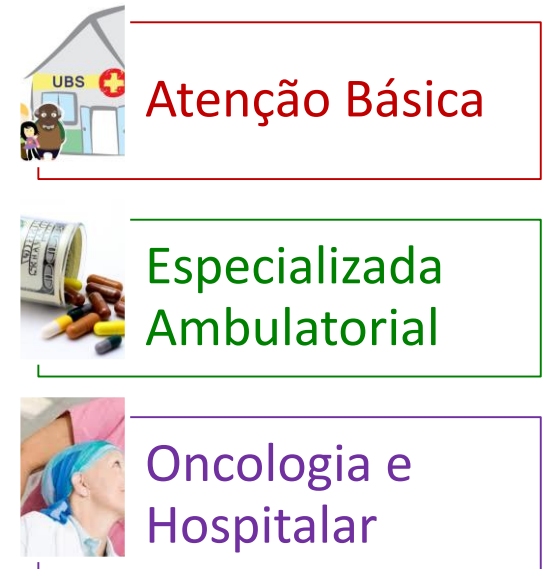 UBS
Atenção Básica
Especializada
Ambulatorial
Oncologia e
Hospitalar